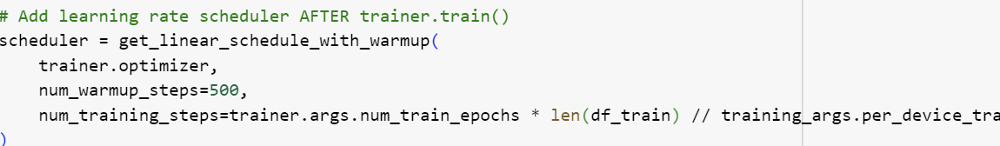 # Add learning rate scheduler AFTER trainer.train()
scheduler = get_linear_schedule_with_warmup(
    trainer.optimizer,
    num_warmup_steps=500,
    num_training_steps=trainer.args.num_train_epochs * len(df_train) // training_args.per_device_tra
)